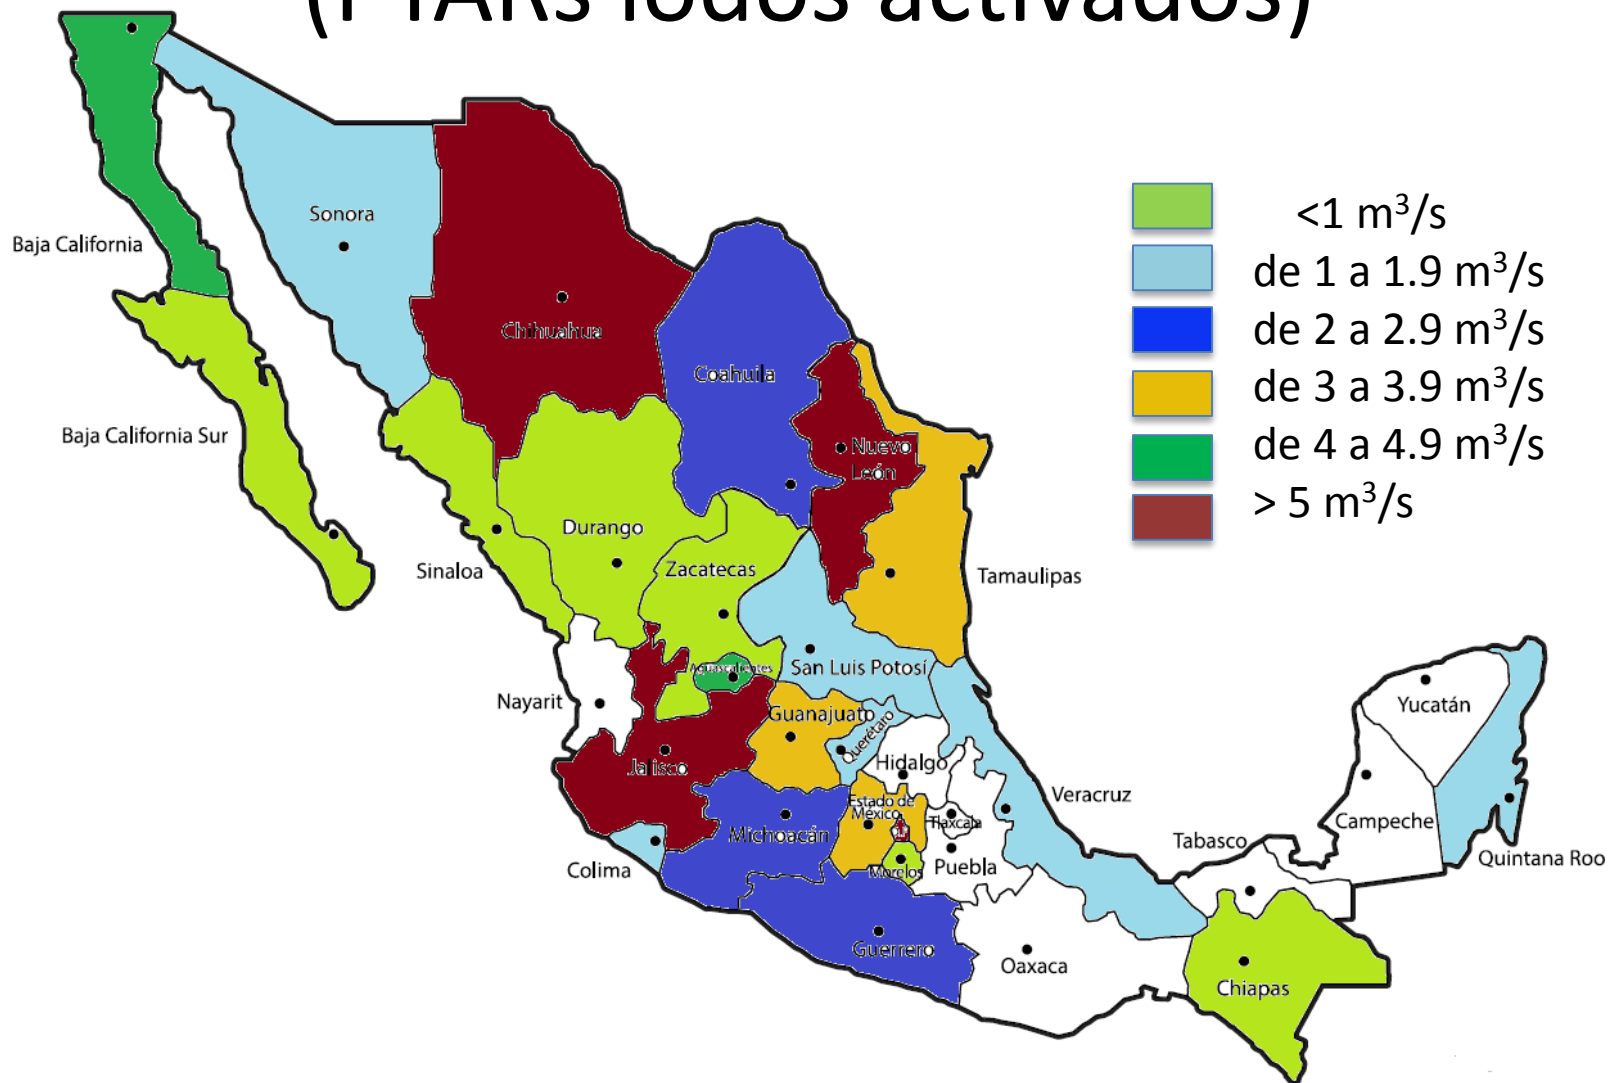 (PTARs lodos activados)
Baja California
Sonora
Chihuahua
Coahuila
Baja California Sur
Nuevo
León
Durango
Sinaloa
Zacatecas
Tamaulipas
Aguascalientes
San Luis Potosí
Nayarit
Guanajuato
Querétaro
Hidalgo
Jalisco
Yucatán
Estado de
México
Tlaxcala
Veracruz
Michoacán
Campeche
Tabasco
Colima
Morelos
Puebla
Quintana Roo
Guerrero
Oaxaca
Chiapas
<1 m³/s
de 1 a 1.9 m³/s
de 2 a 2.9 m³/s
de 3 a 3.9 m³/s
de 4 a 4.9 m³/s
> 5 m³/s